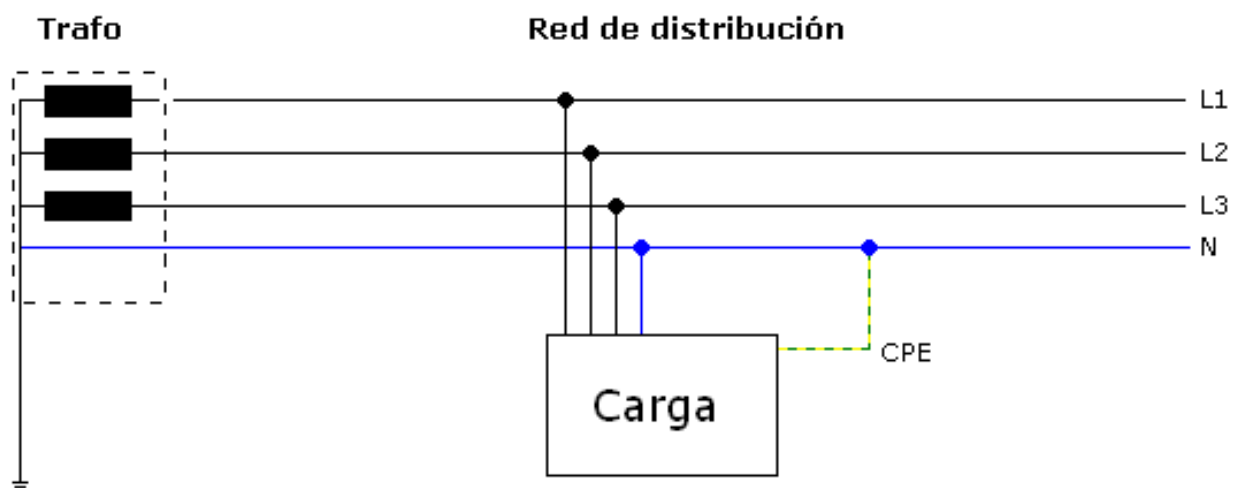 Trafo
Red de distribución
L1
L2
L3
N
CPE
Carga